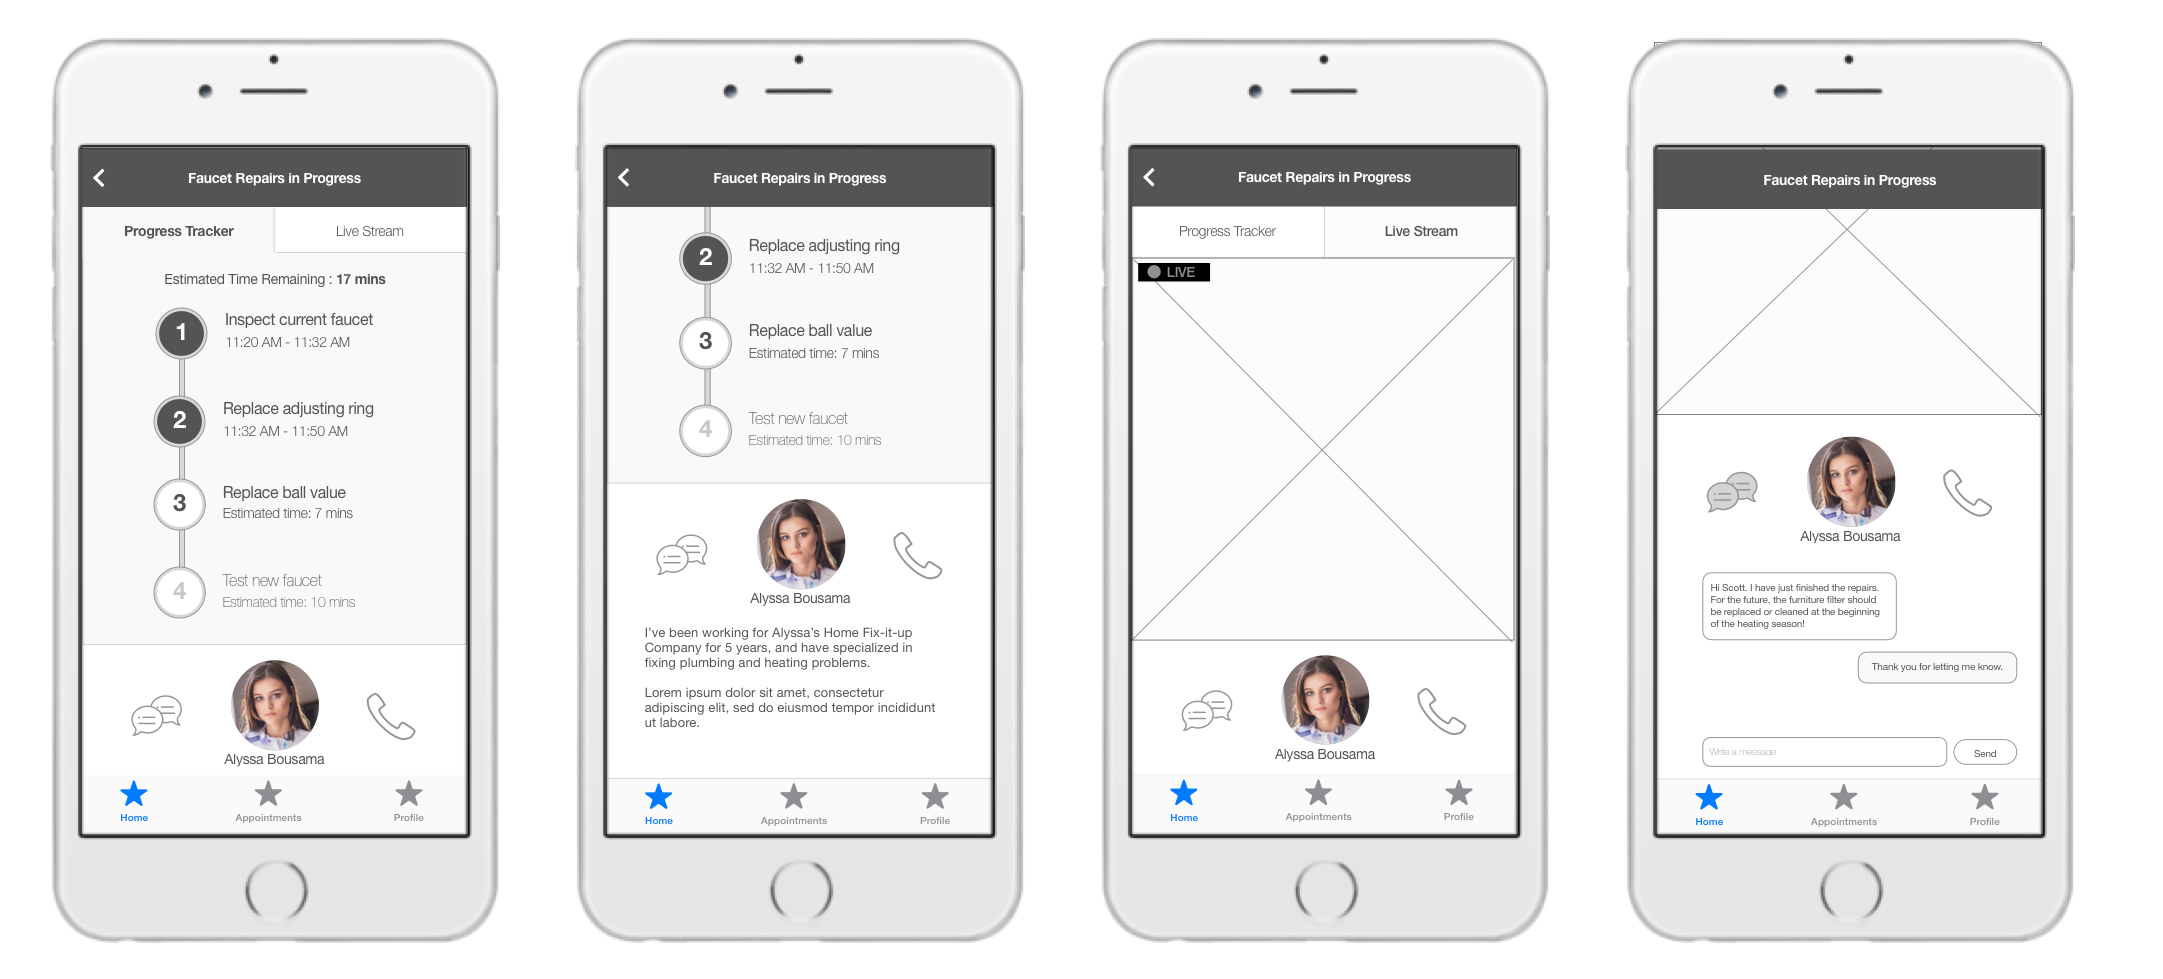 Faucet Repairs in Progress
Progress Tracker
Live Stream
Estimated Time Remaining : 17 mins
1
Inspect current faucet
11:20 AM - 11:32 AM
2
Replace adjusting ring
11:32 AM - 11:50 AM
3
Replace ball value
Estimated time: 7 mins
4
Test new faucet
Estimated time: 10 mins
Alyssa Bousama
Home
Appointments
Profile
Faucet Repairs in Progress
2
Replace adjusting ring
11:32 AM - 11:50 AM
3
Replace ball value
Estimated time: 7 mins
4
Test new faucet
Estimated time: 10 mins
Alyssa Bousama
I've been working for Alyssa's Home Fix-it-up
Company for 5 years, and have specialized in
fixing plumbing and heating problems.
Lorem ipsum dolor sit amet, consectetur
adipiscing elit, sed do eiusmod tempor incididunt
ut labore.
Home
Appointments
Profile
Faucet Repairs in Progress
Progress Tracker
Live Stream
LIVE
Alyssa Bousama
Home
Appointments
Profile
Faucet Repairs in Progress
Alyssa Bousama
Hi Scott. I have just finished the repairs.
For the future, the furniture filter should
be replaced or cleaned at the beginning
of the heating season!
Thank you for letting me know.
Write a message
Send
Home
Appointments
Profile